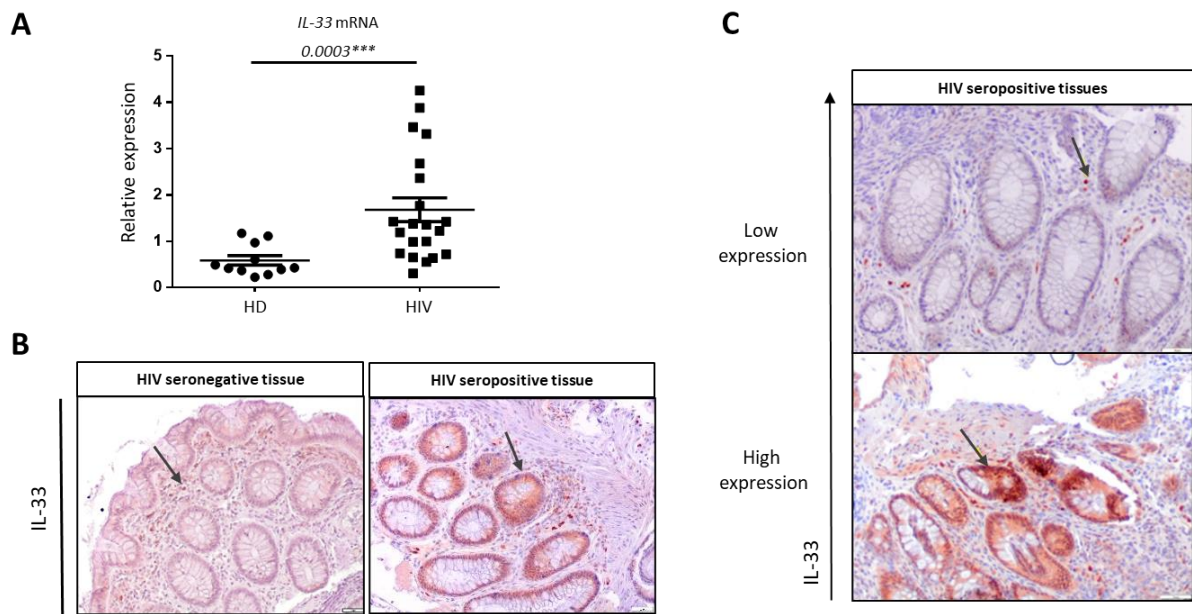 A
IL-33 mRNA
0.0003***
Relative expression
5
4
3
2
1
0
HD
HIV
B
HIV seronegative tissue
HIV seropositive tissue
IL-33
C
HIV seropositive tissues
Low
expression
High
expression
IL-33